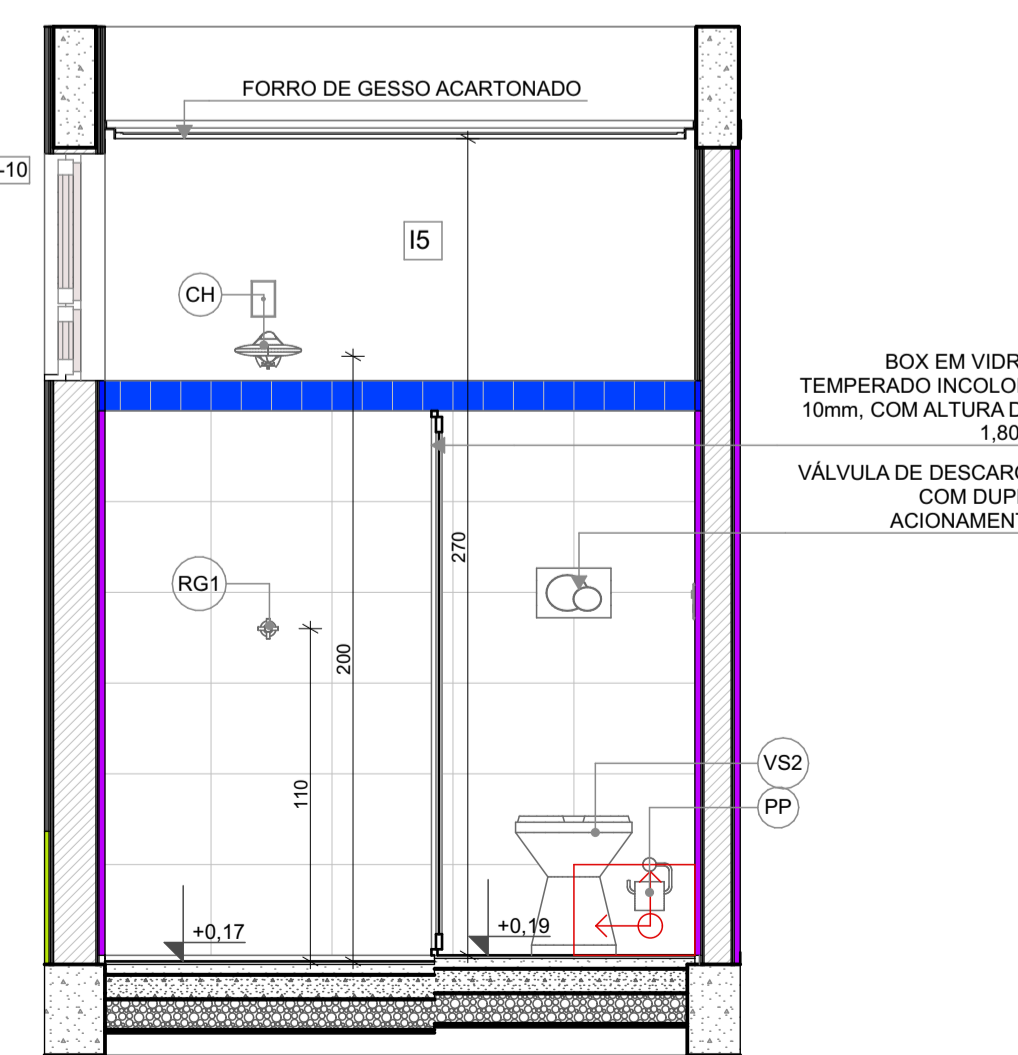 FORRO DE GESSO ACARTONADO
-10
I5
CH
BOX EM VIDR
TEMPERADO INCOLO
10mm, COM ALTURA D
1,80
VÁLVULA DE DESCARG
COM DUP
ACIONAMENT
270
RG1
200
VS2
110
PP
+0,17
+0,19